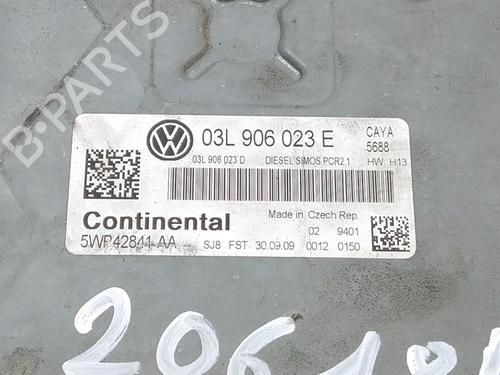 B-PARTS
03L 906 023 E
CAYA
5688
03L 906 023 D DIESEL SIMOS PCR2.1 HW: H13
Continental
Made in Czech Rep.
02 9401
5WP42841 AA SJ8 FST 30.09.09 0012 0150